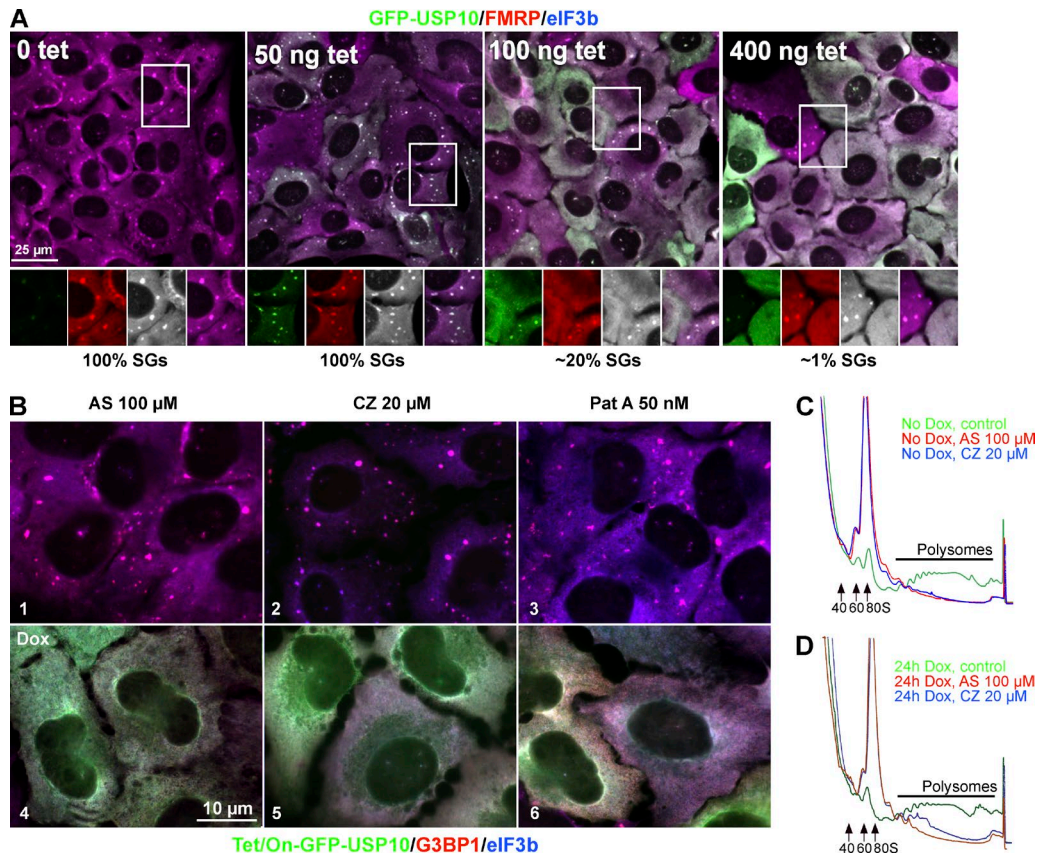 A
GFP-USP10/FMRP/eIF3b
0 tet
50 ng tet
100 ng tet
400 ng tet
25 µm
100% SGs
100% SGs
~20% SGs
~1% SGs
B
AS 100 µM
CZ 20 µM
Pat A 50 nM
1
2
3
Dox
4
10 µm
5
6
Tet/On-GFP-USP10/G3BP1/eIF3b
C
No Dox, control
No Dox, AS 100 µM
No Dox, CZ 20 µM
Polysomes
40 60 80S
D
24h Dox, control
24h Dox, AS 100 µM
24h Dox, CZ 20 µM
Polysomes
40 60 80S